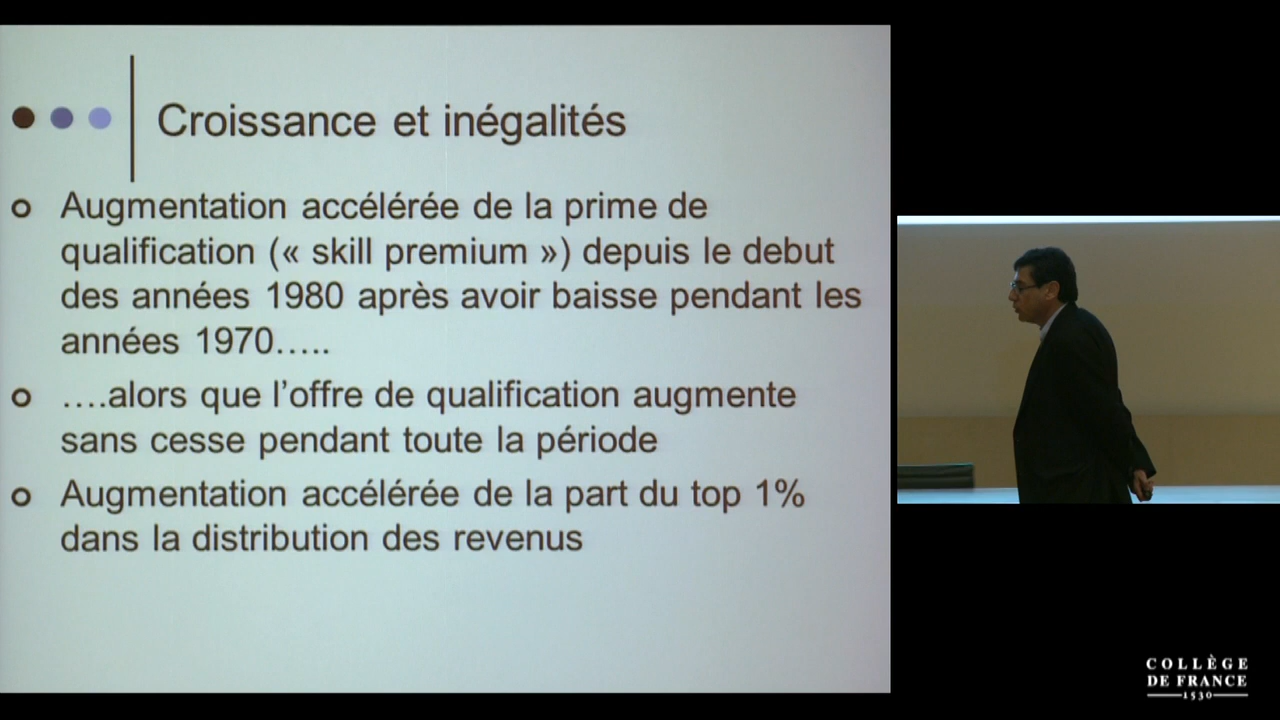 Croissance et inégalités
Augmentation accélérée de la prime de
qualification (« skill premium ») depuis le debut
des années 1980 après avoir baisse pendant les
années 1970…..
….alors que l’offre de qualification augmente
sans cesse pendant toute la période
Augmentation accélérée de la part du top 1%
dans la distribution des revenus
COLLÈGE
DE FRANCE
1530